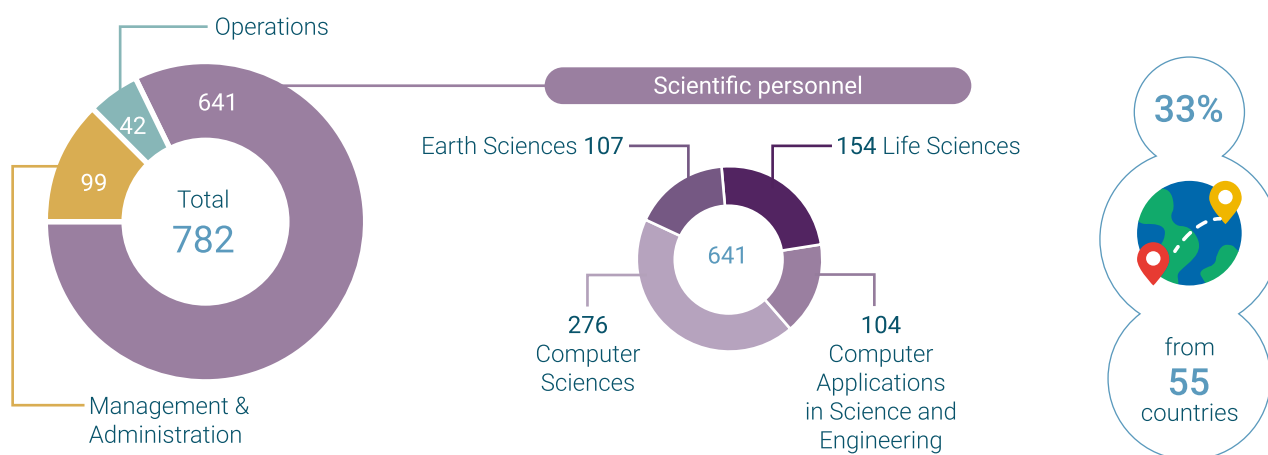 Operations
641
42
99
Total
782
Management &
Administration
Scientific personnel
Earth Sciences 107
154 Life Sciences
641
276
Computer
Sciences
104
Computer
Applications
in Science and
Engineering
33%
from
55
countries